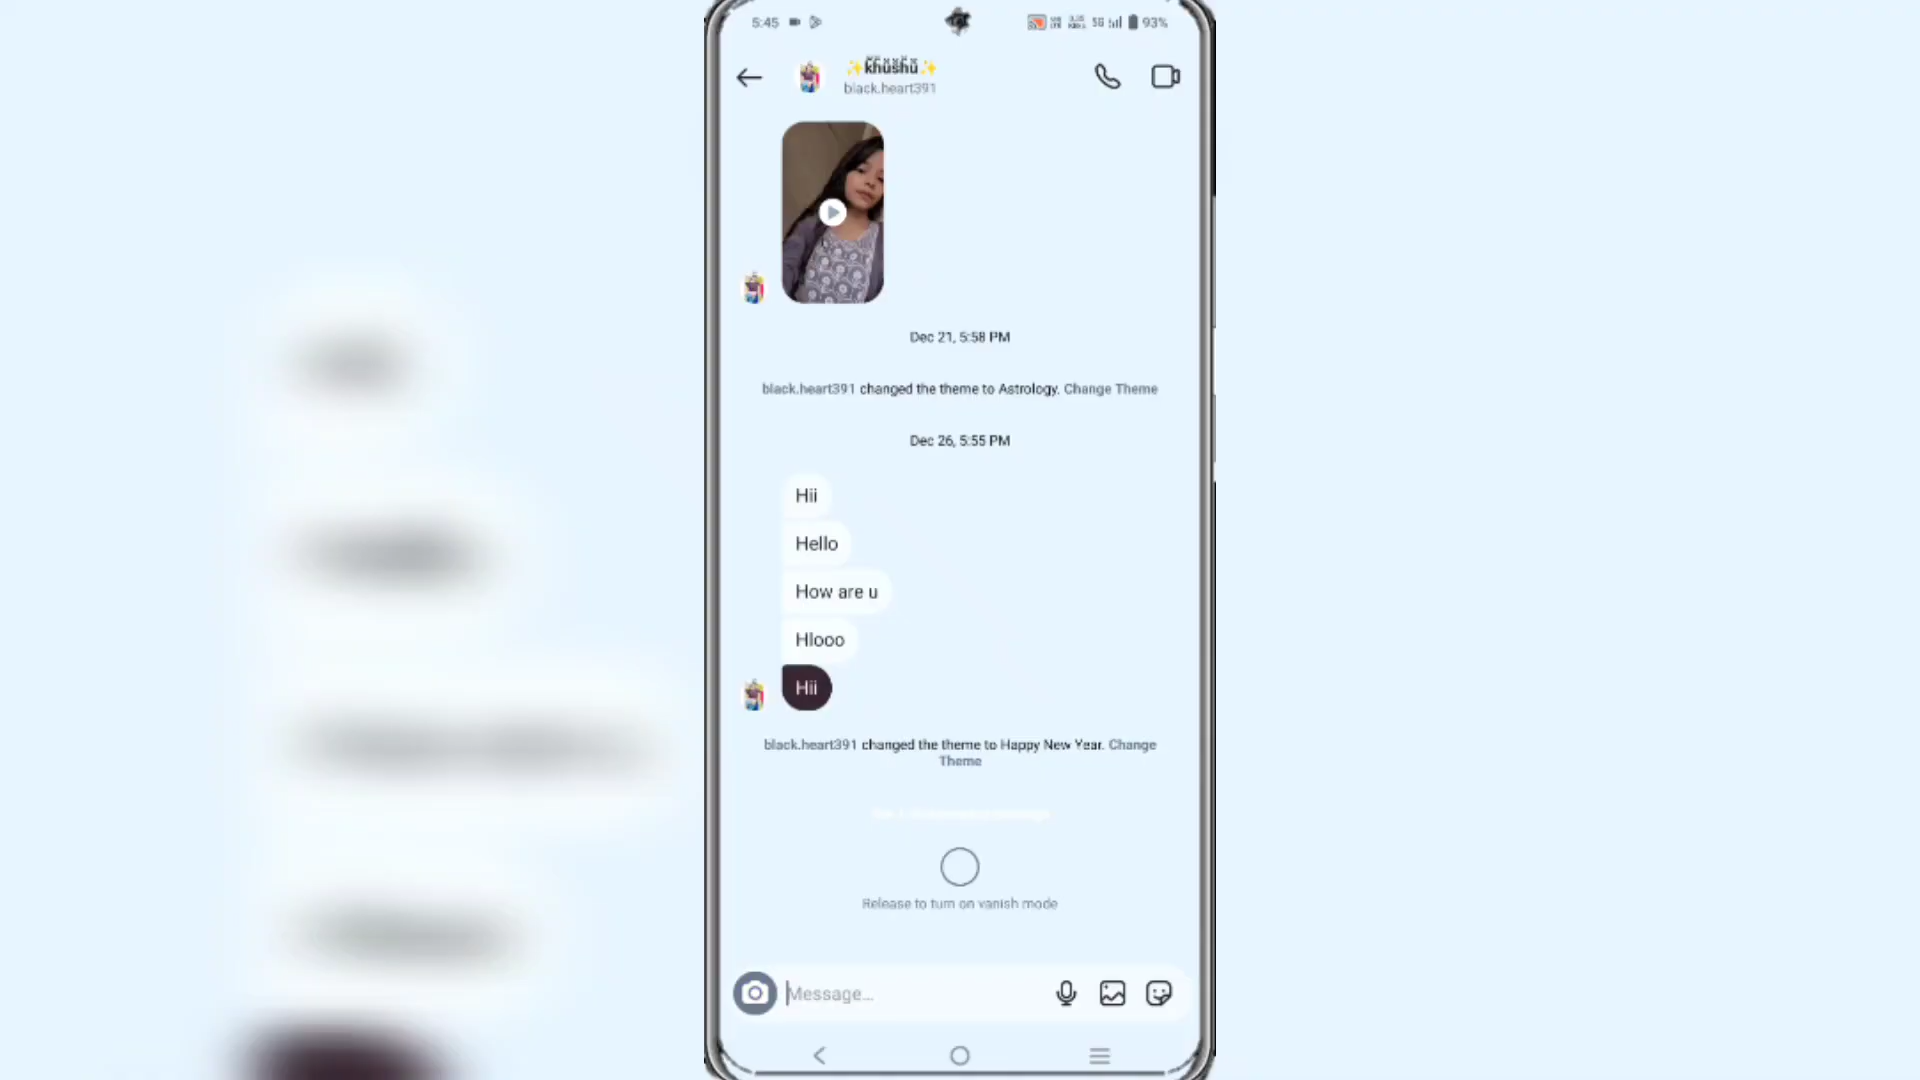 5:45
5G 93%
✨khushu✨
black.heart391
Dec 21, 5:58 PM
black.heart391 changed the theme to Astrology. Change Theme
Dec 26, 5:55 PM
Hii
Hello
How are u
Hlooo
Hii
black.heart391 changed the theme to Happy New Year. Change
Theme
Release to turn on vanish mode
Message...